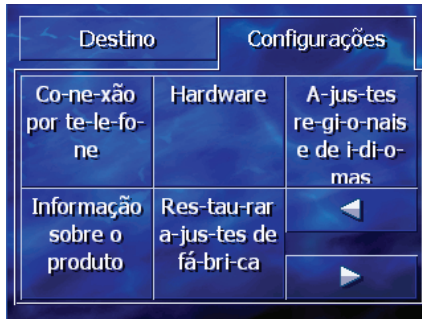 Destino
Configurações
Co-ne-xão
por te-le-fo-
ne
Hardware
A-jus-tes
re-gi-o-nais
e de i-di-o-
mas
Informação
sobre o
produto
Res-tau-rar
a-jus-tes de
fá-bri-ca